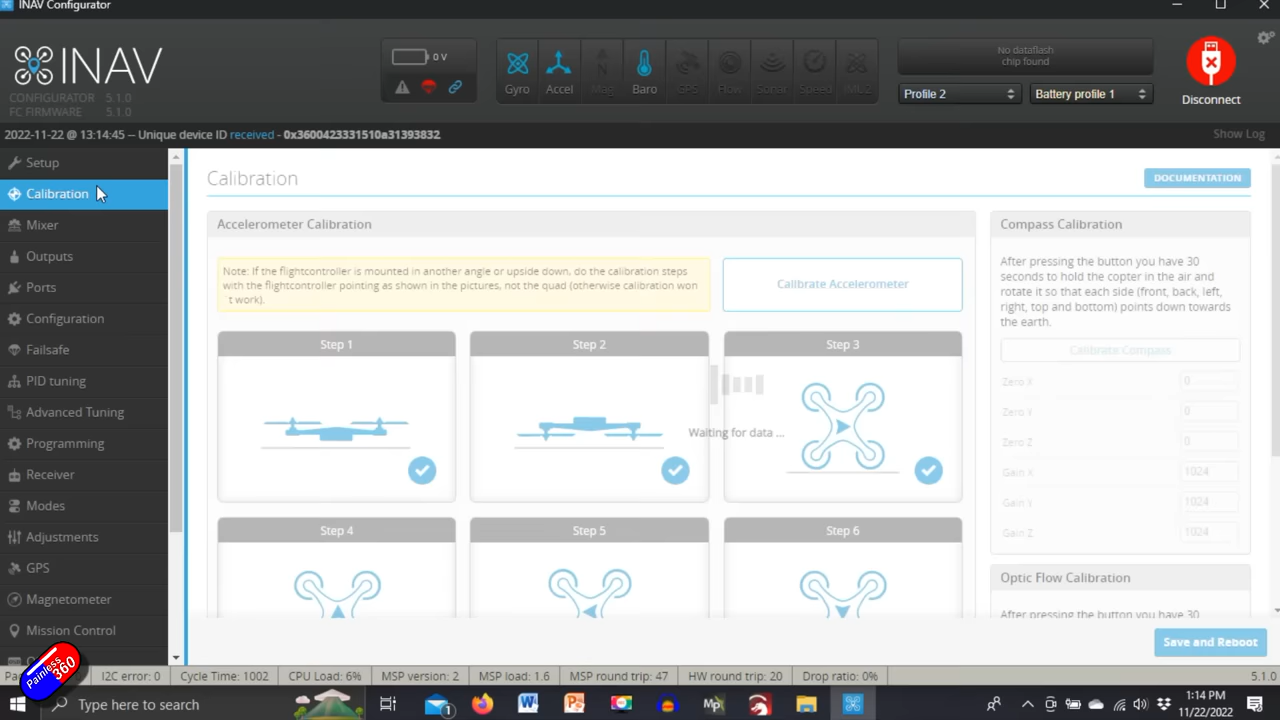 INAV Configurator
INAV
CONFIGURATOR 5.1.0
FC FIRMWARE 5.1.0
0 V
Gyro
Accel
Mag
Baro
GPS
Flow
Sonar
Speed
IMU2
No dataflash
chip found
Profile 2
Battery profile 1
Disconnect
2022-11-22 @ 13:14:45 -- Unique device ID received - 0x3600423331510a31393832
Show Log
Setup
Calibration
Mixer
Outputs
Ports
Configuration
Failsafe
PID tuning
Advanced Tuning
Programming
Receiver
Modes
Adjustments
GPS
Magnetometer
Mission Control
Calibration
DOCUMENTATION
Accelerometer Calibration
Note: If the flightcontroller is mounted in another angle or upside down, do the calibration steps
with the flightcontroller pointing as shown in the pictures, not the quad (otherwise calibration won
t work).
Calibrate Accelerometer
Step 1
Step 2
Step 3
Waiting for data ...
Step 4
Step 5
Step 6
Compass Calibration
After pressing the button you have 30
seconds to hold the copter in the air and
rotate it so that each side (front, back, left,
right, top and bottom) points down towards
the earth.
Calibrate Compass
Zero X 0
Zero Y 0
Zero Z 0
Gain X 1024
Gain Y 1024
Gain Z 1024
Optic Flow Calibration
After pressing the button you have 30
Save and Reboot
I2C error: 0
Cycle Time: 1002
CPU Load: 6%
MSP version: 2
MSP load: 1.6
MSP round trip: 47
HW round trip: 20
Drop ratio: 0%
5.1.0
Painless
360
Type here to search
1:14 PM
11/22/2022